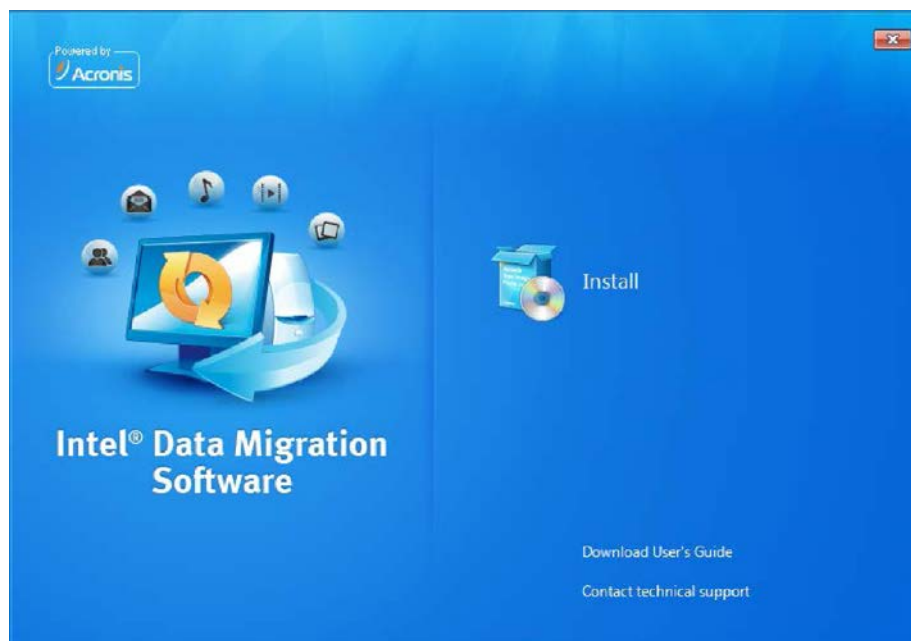 Powered by
Acronis
Intel® Data Migration
Software
Install
Download User's Guide
Contact technical support